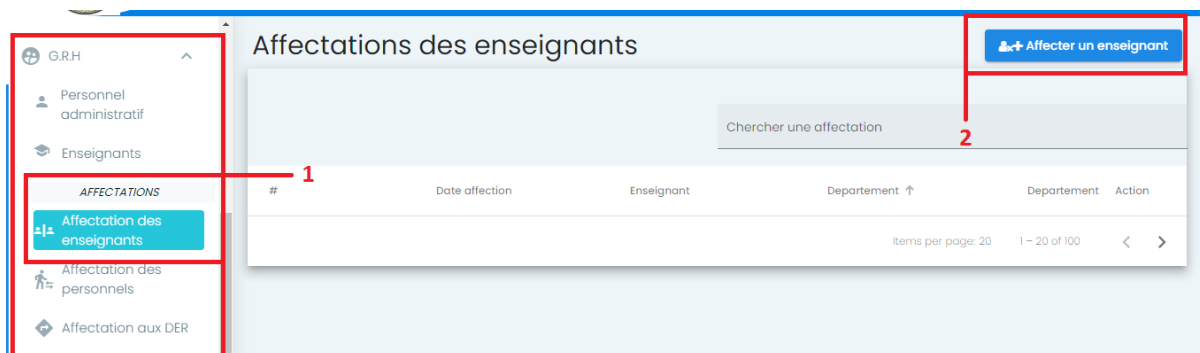 G.R.H
Personnel
administratif
Enseignants
AFFECTATIONS
Affectation des
enseignants
Affectation des
personnels
Affectation aux DER
1
Affectations des enseignants
Affecter un enseignant
2
Chercher une affectation
# Date affection Enseignant Departement ↑ Departement Action
Items per page: 20 1 – 20 of 100 < >